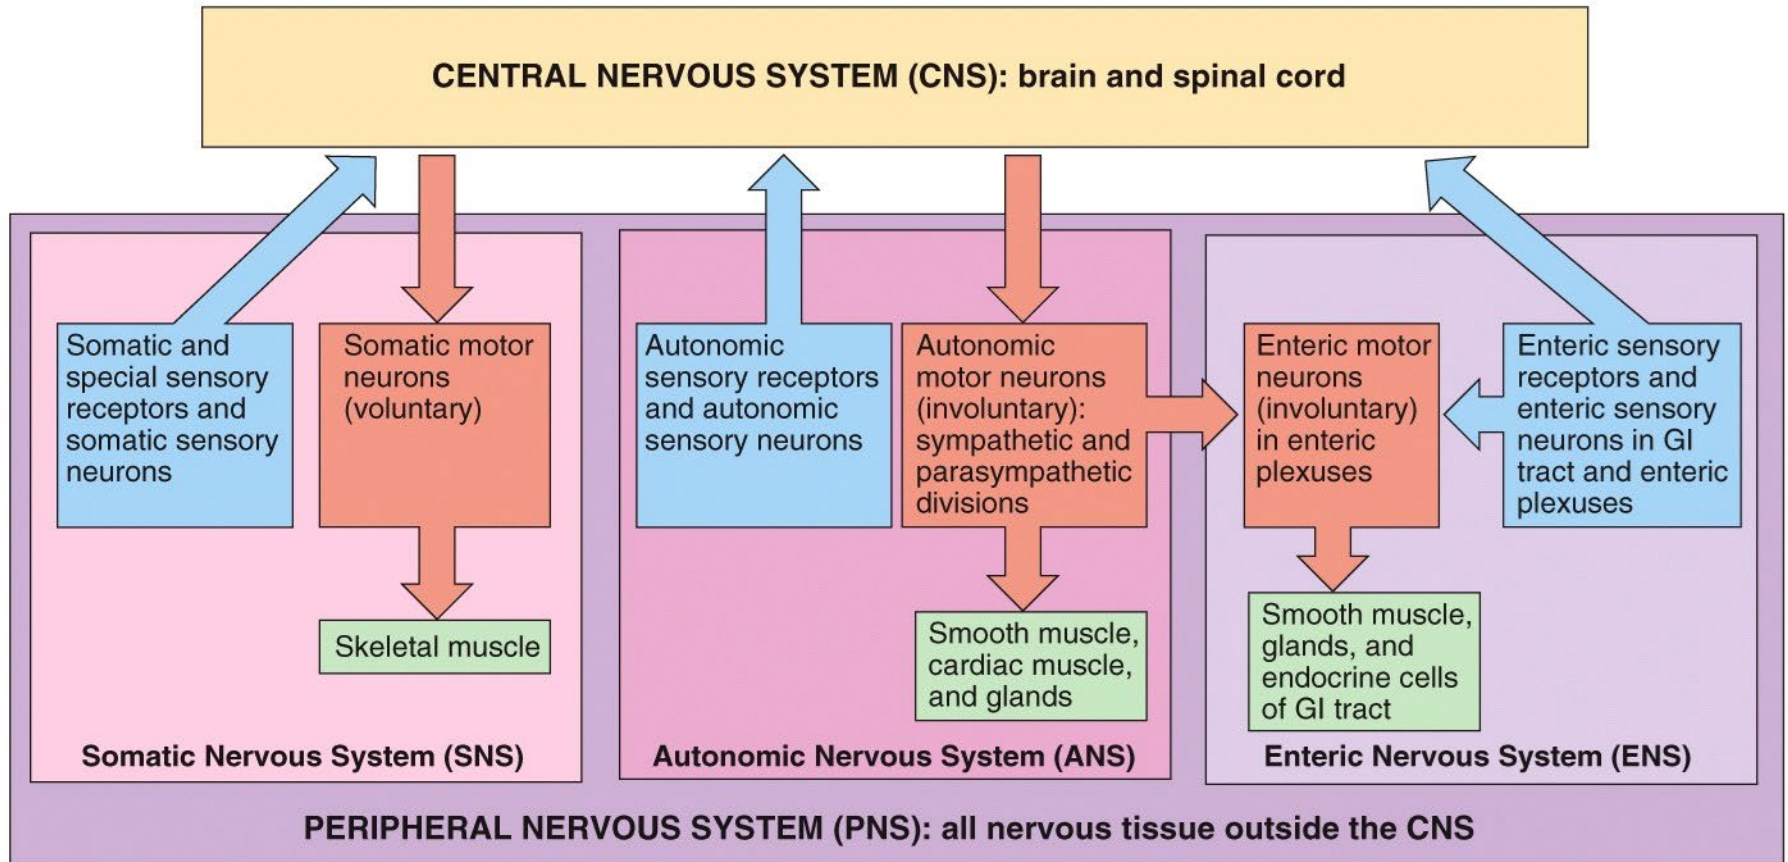 CENTRAL NERVOUS SYSTEM (CNS): brain and spinal cord
Somatic and
special sensory
receptors and
somatic sensory
neurons
Somatic motor
neurons
(voluntary)
Skeletal muscle
Somatic Nervous System (SNS)
Autonomic
sensory receptors
and autonomic
sensory neurons
Autonomic
motor neurons
(involuntary):
sympathetic and
parasympathetic
divisions
Smooth muscle,
cardiac muscle,
and glands
Autonomic Nervous System (ANS)
Enteric motor
neurons
(involuntary)
in enteric
plexuses
Enteric sensory
receptors and
enteric sensory
neurons in GI
tract and enteric
plexuses
Smooth muscle,
glands, and
endocrine cells
of GI tract
Enteric Nervous System (ENS)
PERIPHERAL NERVOUS SYSTEM (PNS): all nervous tissue outside the CNS